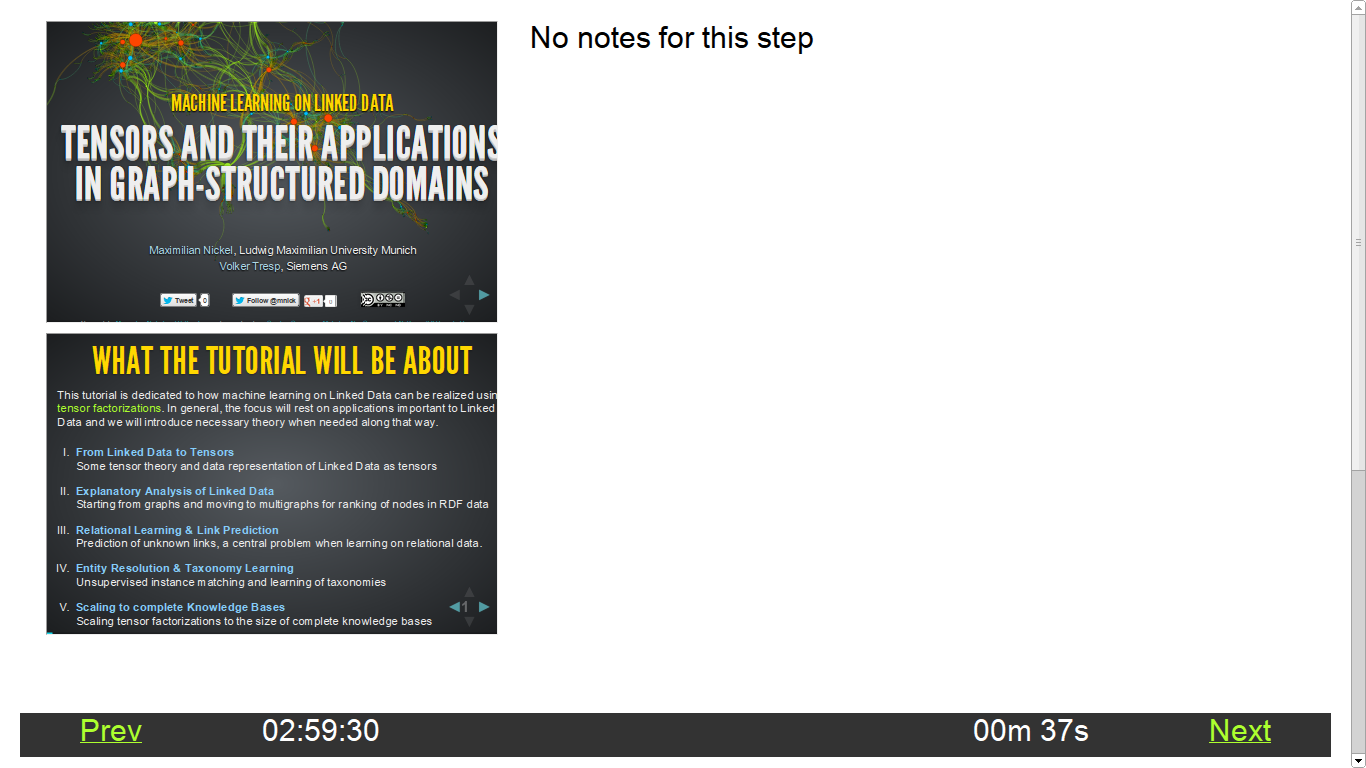 No notes for this step
MACHINE LEARNING ON LINKED DATA
TENSORS AND THEIR APPLICATIONS
IN GRAPH-STRUCTURED DOMAINS
Maximilian Nickel, Ludwig Maximilian University Munich
Volker Tresp, Siemens AG
Tweet 0 Follow @mnick +1 0
WHAT THE TUTORIAL WILL BE ABOUT
This tutorial is dedicated to how machine learning on Linked Data can be realized usin
tensor factorizations. In general, the focus will rest on applications important to Linked
Data and we will introduce necessary theory when needed along that way.
I. From Linked Data to Tensors
Some tensor theory and data representation of Linked Data as tensors
II. Explanatory Analysis of Linked Data
Starting from graphs and moving to multigraphs for ranking of nodes in RDF data
III. Relational Learning & Link Prediction
Prediction of unknown links, a central problem when learning on relational data.
IV. Entity Resolution & Taxonomy Learning
Unsupervised instance matching and learning of taxonomies
V. Scaling to complete Knowledge Bases
Scaling tensor factorizations to the size of complete knowledge bases
1
Prev 02:59:30 00m 37s Next